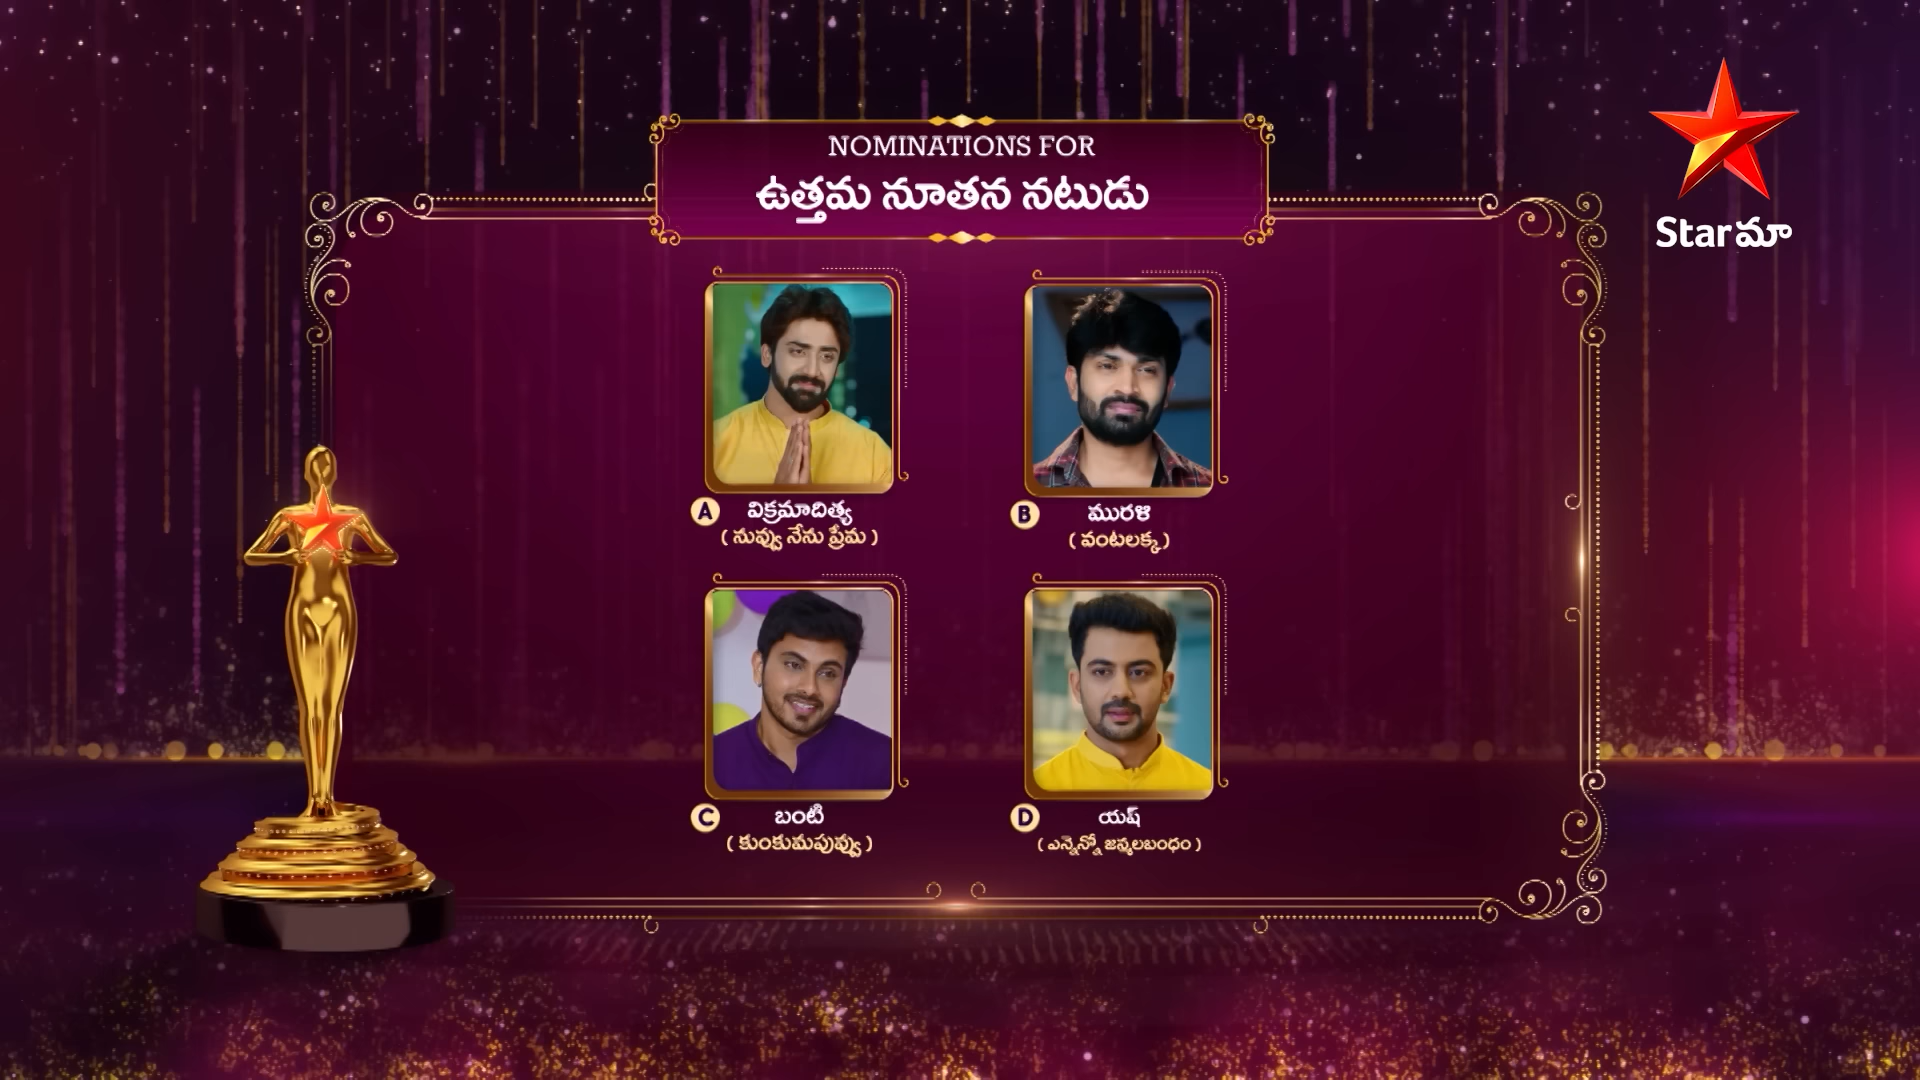 NOMINATIONS FOR
ఉత్తమ నూతన నటుడు
Starమా
A విక్రమాదిత్య
( నువ్వు నేను ప్రేమ )
B మురళి
( వంటలక్క )
C బంటి
( కుంకుమపువ్వు )
D యష్
( ఎన్నెన్నో జన్మలబంధం )